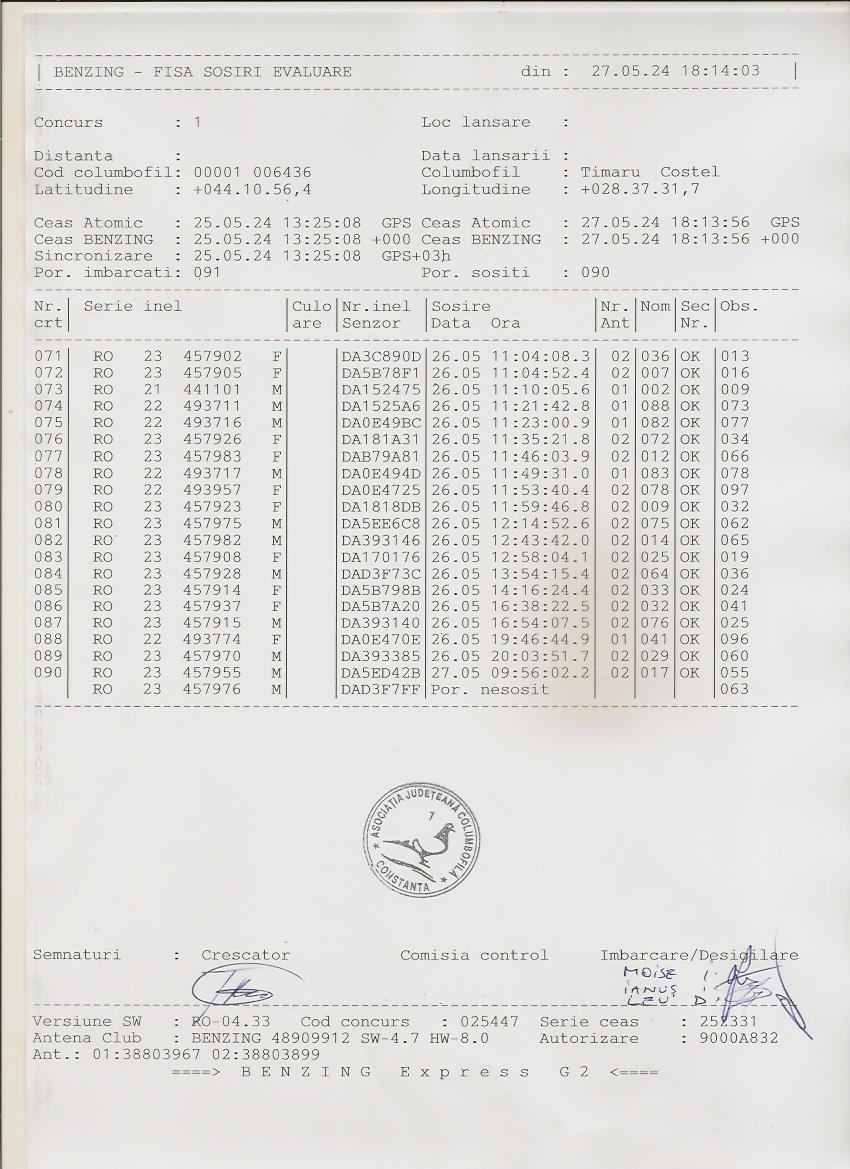 | BENZING - FISA SOSIRI EVALUARE din : 27.05.24 18:14:03 |
Concurs : 1 Loc lansare :
Distanta : Data lansarii :
Cod columbofil: 00001 006436 Columbofil : Timaru Costel
Latitudine : +044.10.56,4 Longitudine : +028.37.31,7
Ceas Atomic : 25.05.24 13:25:08 GPS Ceas Atomic : 27.05.24 18:13:56 GPS
Ceas BENZING : 25.05.24 13:25:08 +000 Ceas BENZING : 27.05.24 18:13:56 +000
Sincronizare : 25.05.24 13:25:08 GPS+03h
Por. imbarcati: 091 Por. sositi : 090
Nr. | Serie inel |Culo|Nr.inel |Sosire |Nr.|Nom|Sec|Obs.
crt| |are |Senzor |Data Ora |Ant| |Nr.|
071| RO 23 457902 F| |DA3C890D|26.05 11:04:08.3|02|036|OK |013
072| RO 23 457905 F| |DA5B78F1|26.05 11:04:52.4|02|007|OK |016
073| RO 21 441101 M| |DA152475|26.05 11:10:05.6|01|002|OK |009
074| RO 22 493711 M| |DA1525A6|26.05 11:21:42.8|01|088|OK |073
075| RO 22 493716 M| |DA0E49BC|26.05 11:23:00.9|01|082|OK |077
076| RO 23 457926 F| |DA181A31|26.05 11:35:21.8|02|072|OK |034
077| RO 23 457983 F| |DAB79A81|26.05 11:46:03.9|02|012|OK |066
078| RO 22 493717 M| |DA0E494D|26.05 11:49:31.0|01|083|OK |078
079| RO 22 493957 F| |DA0E4725|26.05 11:53:40.4|02|078|OK |097
080| RO 23 457923 F| |DA1818DB|26.05 11:59:46.8|02|009|OK |032
081| RO 23 457975 M| |DA5EE6C8|26.05 12:14:52.6|02|075|OK |062
082| RO 23 457982 M| |DA393146|26.05 12:43:42.0|02|014|OK |065
083| RO 23 457908 F| |DA170176|26.05 12:58:04.1|02|025|OK |019
084| RO 23 457928 M| |DAD3F73C|26.05 13:54:15.4|02|064|OK |036
085| RO 23 457914 F| |DA5B798B|26.05 14:16:24.4|02|033|OK |024
086| RO 23 457937 F| |DA5B7A20|26.05 16:38:22.5|02|032|OK |041
087| RO 23 457915 M| |DA393140|26.05 16:54:07.5|02|076|OK |025
088| RO 22 493774 F| |DA0E470E|26.05 19:46:44.9|01|041|OK |096
089| RO 23 457970 M| |DA393385|26.05 20:03:51.7|02|029|OK |060
090| RO 23 457955 M| |DA5ED42B|27.05 09:56:02.2|02|017|OK |055
| RO 23 457976 M| |DAD3F7FF|Por. nesosit | | | |063
ASOCIATIA JUDETEANA COLUMBOFILA
1
* CONSTANTA *
Semnaturi : Crescator Comisia control Imbarcare/Desigilare
MOISE I.
IANUS I.
LEU. D.
Versiune SW : RO-04.33 Cod concurs : 025447 Serie ceas : 252331
Antena Club : BENZING 48909912 SW-4.7 HW-8.0 Autorizare : 9000A832
Ant.: 01:38803967 02:38803899
====> B E N Z I N G E x p r e s s G 2 <====